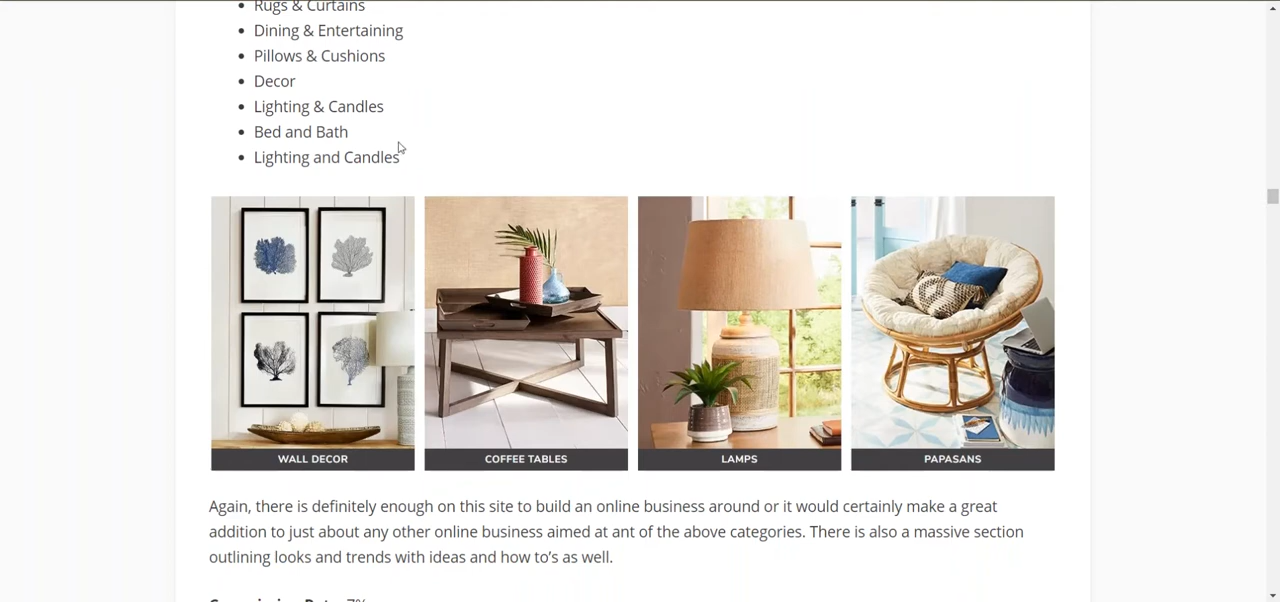 Rugs & Curtains
Dining & Entertaining
Pillows & Cushions
Decor
Lighting & Candles
Bed and Bath
Lighting and Candles
WALL DECOR
COFFEE TABLES
LAMPS
PAPASANS
Again, there is definitely enough on this site to build an online business around or it would certainly make a great
addition to just about any other online business aimed at ant of the above categories. There is also a massive section
outlining looks and trends with ideas and how to's as well.